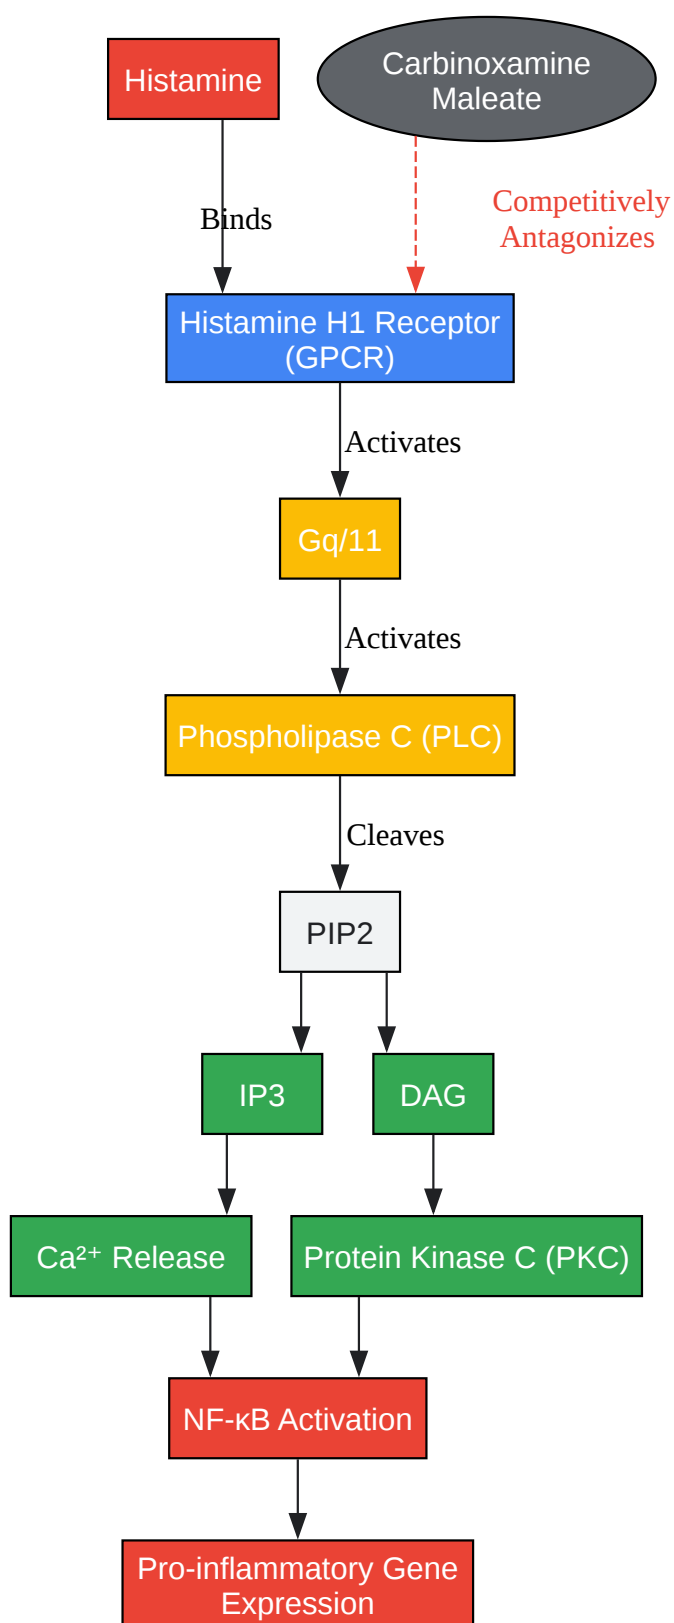 Histamine
Carbinoxamine
Maleate
Binds
Competitively
Antagonizes
Histamine H1 Receptor
(GPCR)
Activates
Gq/11
Activates
Phospholipase C (PLC)
Cleaves
PIP2
IP3
DAG
Ca²⁺ Release
Protein Kinase C (PKC)
NF-κB Activation
Pro-inflammatory Gene
Expression